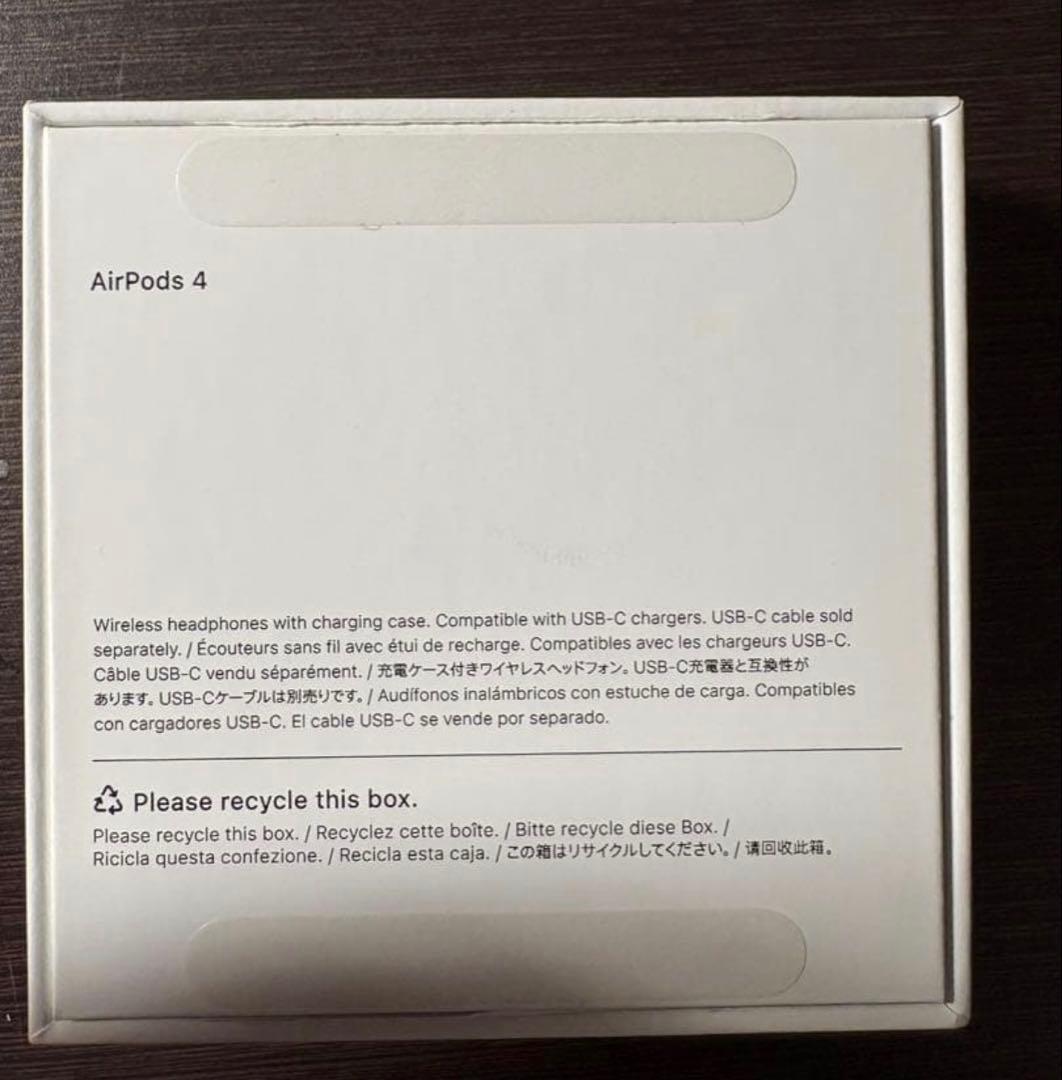 AirPods 4
Wireless headphones with charging case. Compatible with USB-C chargers. USB-C cable sold
separately. / Écouteurs sans fil avec étui de recharge. Compatibles avec les chargeurs USB-C.
Câble USB-C vendu séparément. / 充電ケース付きワイヤレスヘッドフォン。USB-C充電器と互換性が
あります。USB-Cケーブルは別売りです。/ Audífonos inalámbricos con estuche de carga. Compatibles
con cargadores USB-C. El cable USB-C se vende por separado.
Please recycle this box.
Please recycle this box. / Recyclez cette boîte. / Bitte recycle diese Box. /
Ricicla questa confezione. / Recicla esta caja. / この箱はリサイクルしてください。/ 请回收此箱。